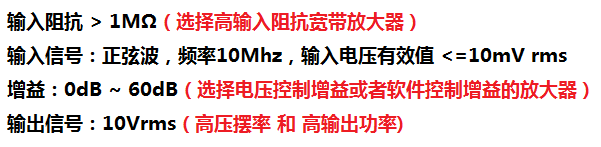 输入阻抗 > 1MΩ（选择高输入阻抗宽带放大器）
输入信号：正弦波，频率10Mhz，输入电压有效值 <=10mV rms
增益：0dB ~ 60dB（选择电压控制增益或者软件控制增益的放大器）
输出信号：10Vrms（高压摆率 和 高输出功率)